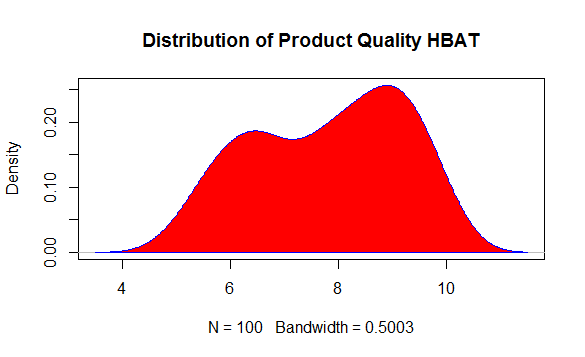 Distribution of Product Quality HBAT
Density
0.20
0.10
0.00
4 6 8 10
N = 100 Bandwidth = 0.5003